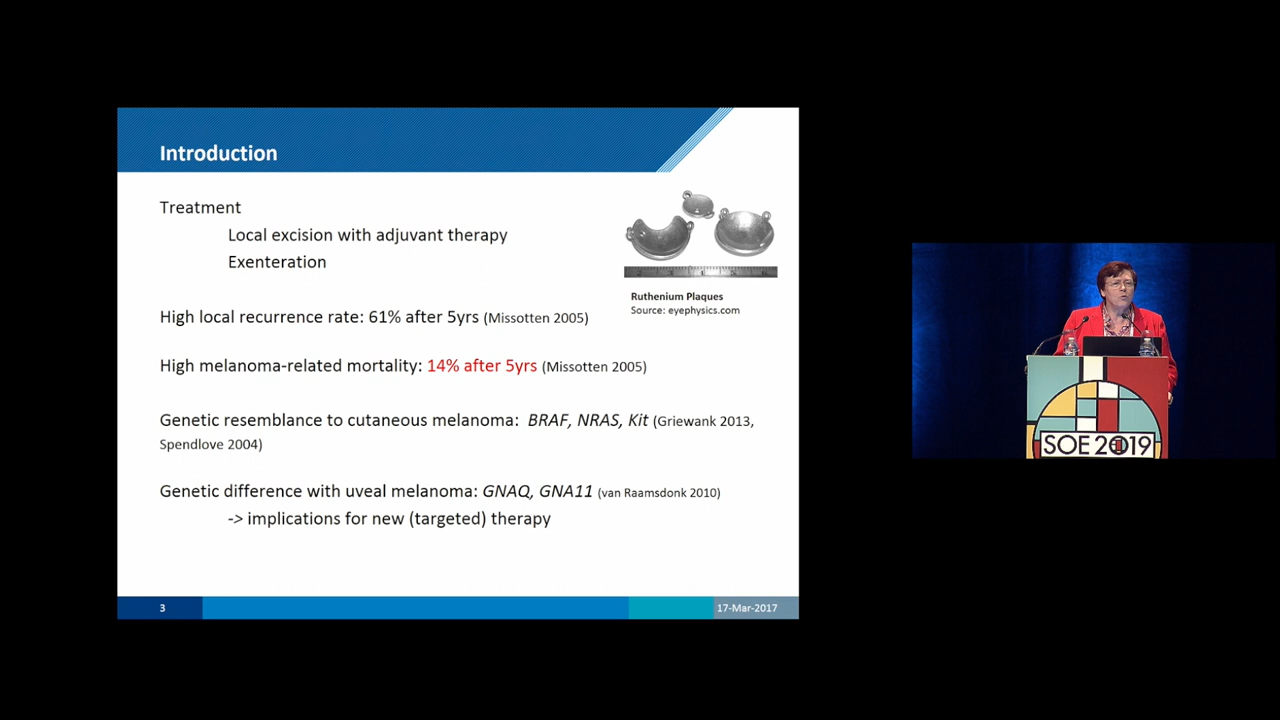 Introduction
Treatment
Local excision with adjuvant therapy
Exenteration
Ruthenium Plaques
Source: eyephysics.com
High local recurrence rate: 61% after 5yrs (Missotten 2005)
High melanoma-related mortality: 14% after 5yrs (Missotten 2005)
Genetic resemblance to cutaneous melanoma: BRAF, NRAS, Kit (Griewank 2013,
Spendlove 2004)
Genetic difference with uveal melanoma: GNAQ, GNA11 (van Raamsdonk 2010)
-> implications for new (targeted) therapy
3
17-Mar-2017
SOE 2019